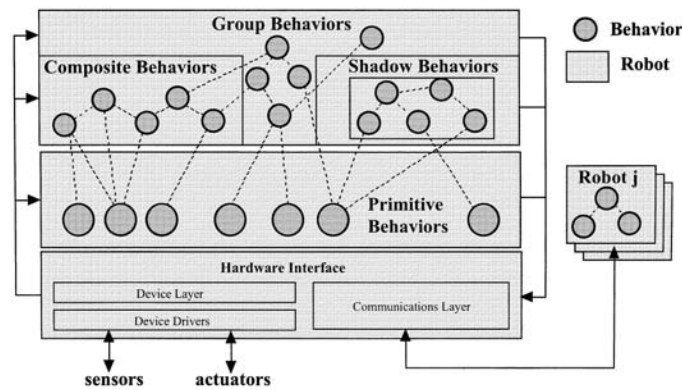 Group Behaviors
Behavior
Robot
Composite Behaviors
Shadow Behaviors
Primitive
Behaviors
Robot j
Hardware Interface
Device Layer
Communications Layer
Device Drivers
sensors
actuators